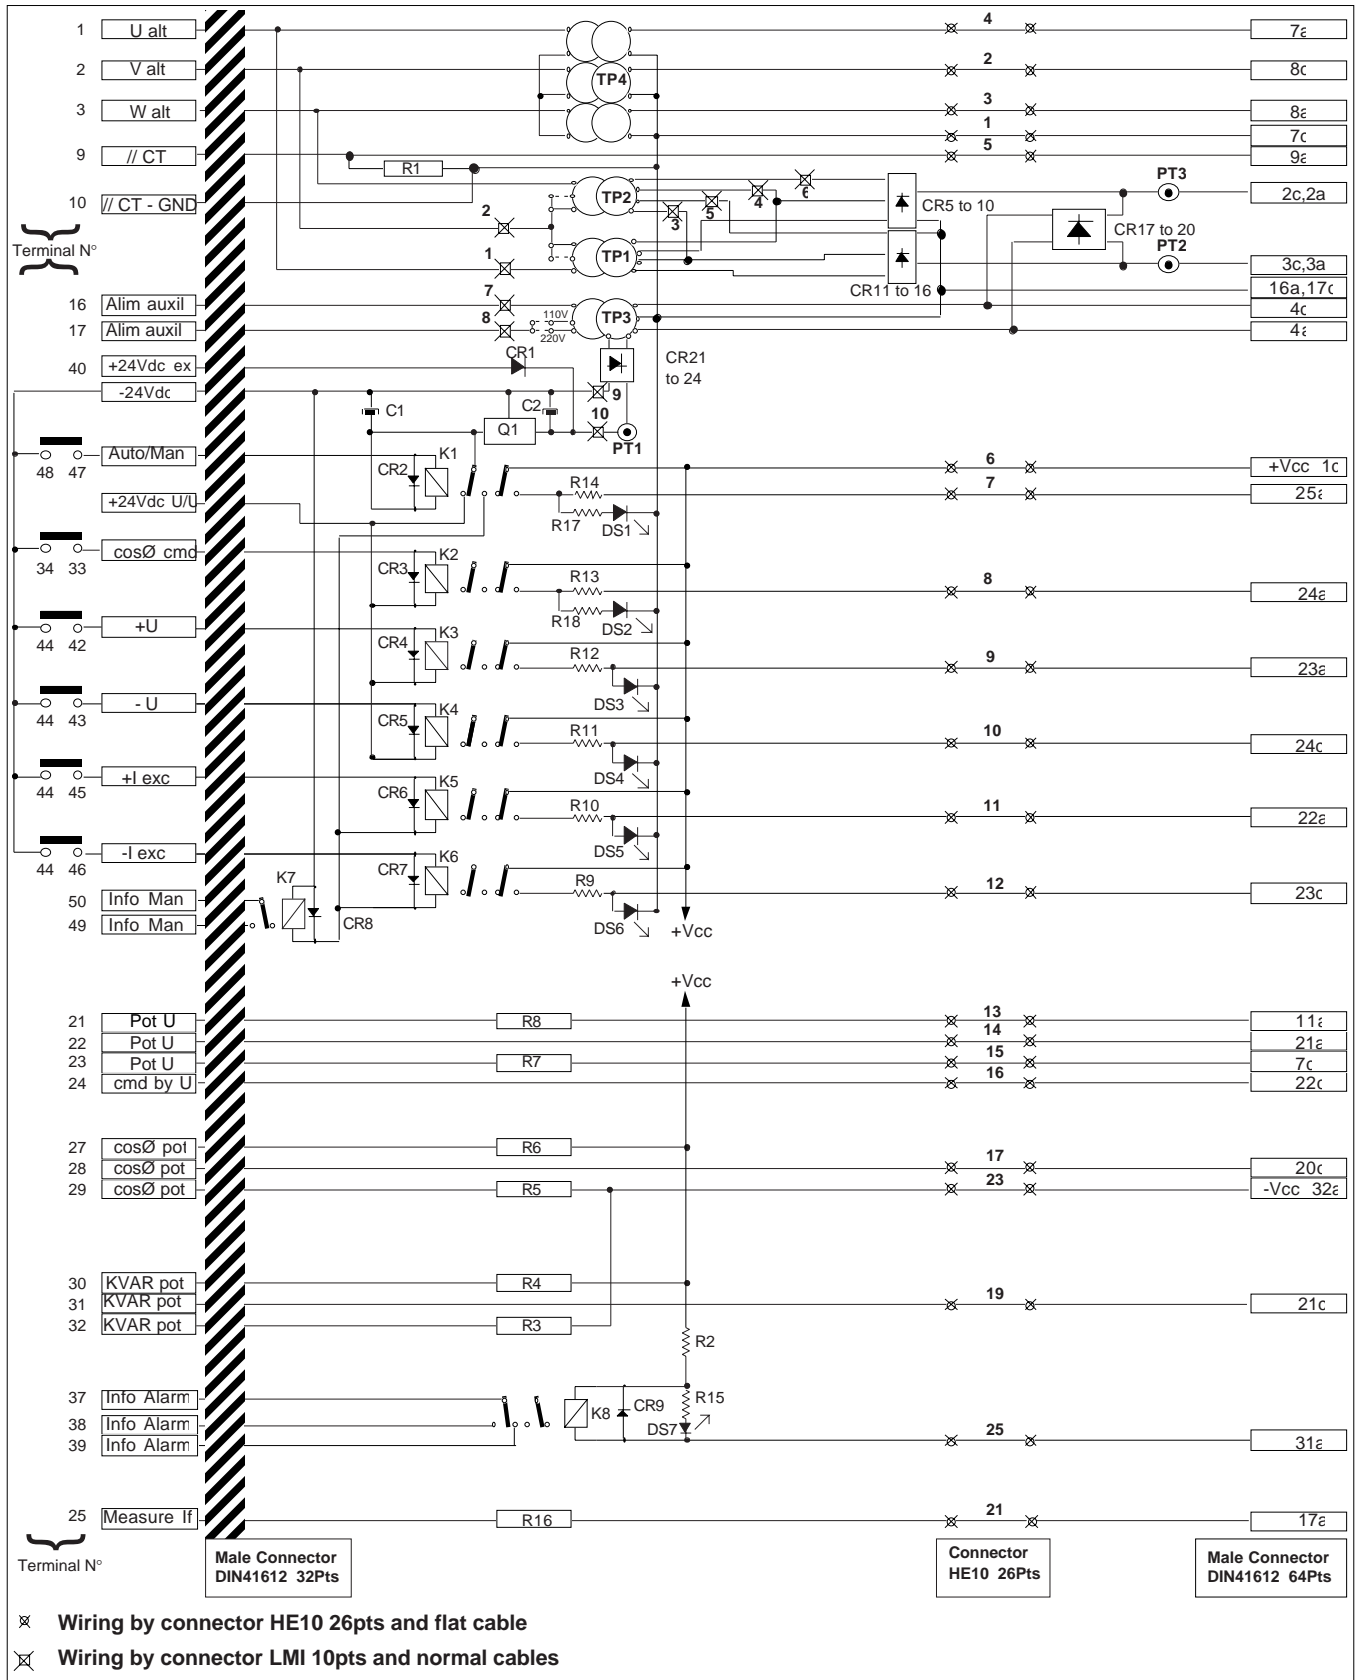 1 U alt 4 7a
2 V alt TP4 2 8c
3 W alt 3 8a
1 7c
9 // CT 5 9a
R1
10 // CT - GND 2 TP2 3 5 4 6 CR5 to 10 PT3 2c,2a
Terminal N° CR17 to 20
1 TP1 PT2 3c,3a
CR11 to 16 16a,17c
16 Alim auxil 7 110V TP3 4c
17 Alim auxil 8 220V 4a
40 +24Vdc ex CR1 CR21
to 24
-24Vdc C1 C2 9
Q1 10 PT1
48 47 Auto/Man CR2 K1 6 +Vcc 1c
+24Vdc U/U R14 7 25a
R17 DS1
34 33 cosØ cmd CR3 K2 R13 8 24a
R18 DS2
44 42 +U CR4 K3 R12 9 23a
DS3
44 43 - U CR5 K4 R11 10 24c
DS4
44 45 +I exc CR6 K5 R10 11 22a
DS5
44 46 -I exc CR7 K6 R9 12 23c
DS6
50 Info Man K7
49 Info Man CR8 +Vcc
+Vcc
21 Pot U R8 13 11a
22 Pot U 14 21a
23 Pot U R7 15 7c
24 cmd by U 16 22c
27 cosØ pot R6
28 cosØ pot 17 20c
29 cosØ pot R5 23 -Vcc 32a
30 KVAR pot R4
31 KVAR pot 19 21c
32 KVAR pot R3
R2
37 Info Alarm R15
38 Info Alarm K8 CR9 DS7
39 Info Alarm 25 31a
25 Measure If R16 21 17a
Terminal N°
Male Connector
DIN41612 32Pts
Connector
HE10 26Pts
Male Connector
DIN41612 64Pts
Wiring by connector HE10 26pts and flat cable
Wiring by connector LMI 10pts and normal cables